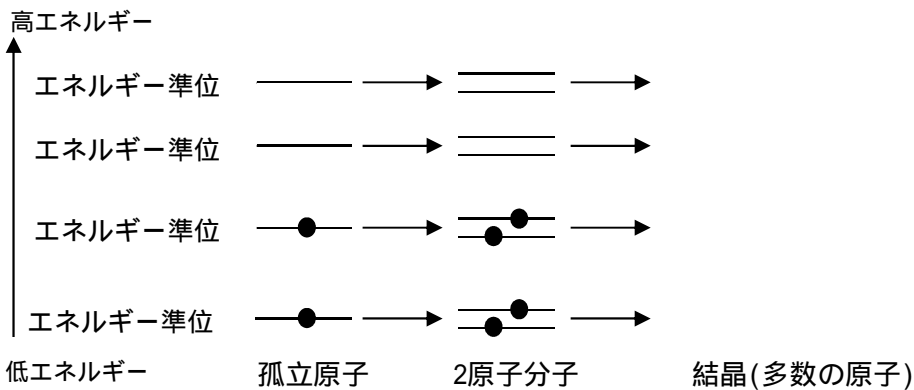 高エネルギー
エネルギー準位
エネルギー準位
エネルギー準位
エネルギー準位
低エネルギー 孤立原子 2原子分子 結晶(多数の原子)